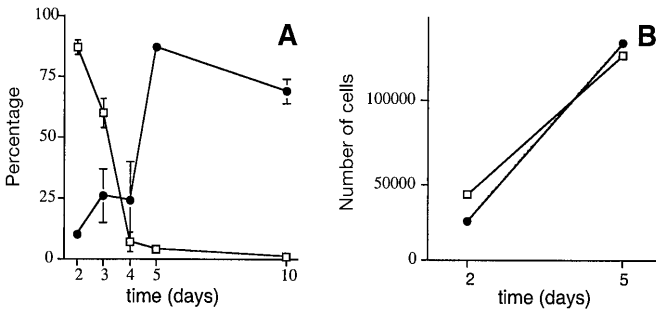 A
Percentage
100
75
50
25
0
2 3 4 5 10
time (days)
B
Number of cells
100000
50000
0
2 5
time (days)